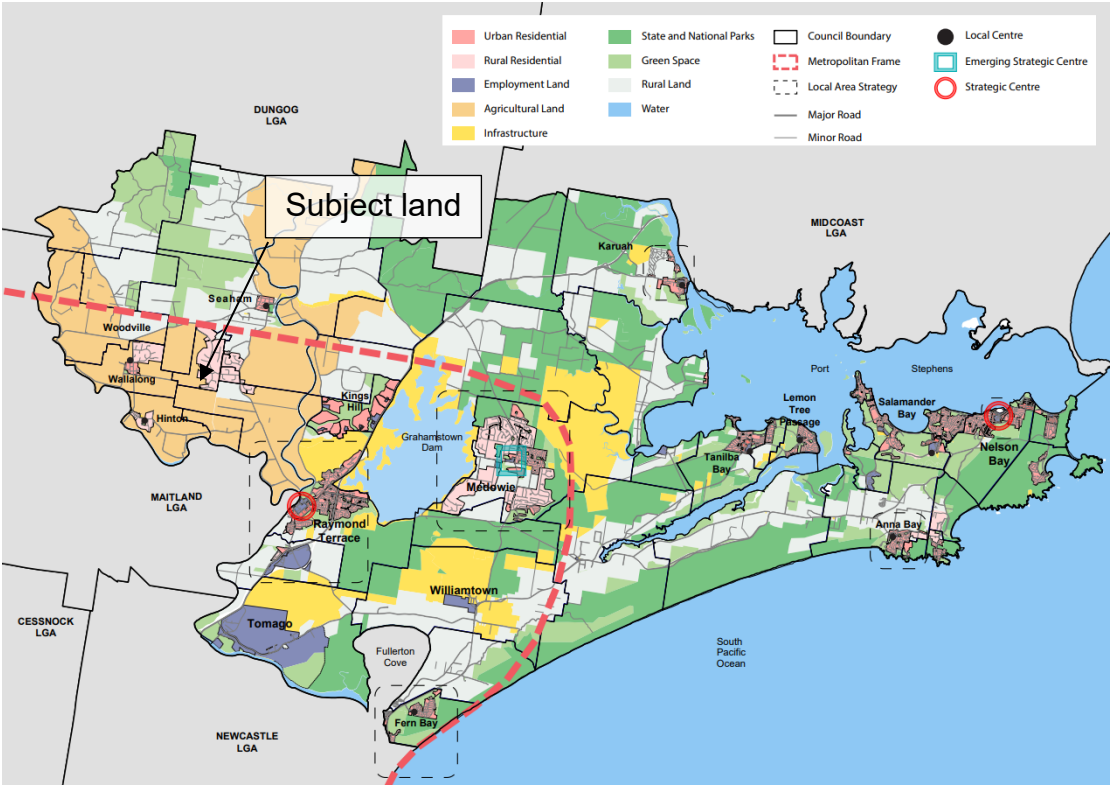 Urban Residential
Rural Residential
Employment Land
Agricultural Land
Infrastructure
State and National Parks
Green Space
Rural Land
Water
Council Boundary
Metropolitan Frame
Local Area Strategy
Major Road
Minor Road
Local Centre
Emerging Strategic Centre
Strategic Centre
DUNGOG
LGA
Subject land
MIDCOAST
LGA
Karuah
Seaham
Woodville
Wallalong
Hinton
Kings
Hill
Grahamstown
Dam
Port
Stephens
Lemon
Tree
Passage
Salamander
Bay
Nelson
Bay
Tanilba
Bay
Medowie
MAITLAND
LGA
Raymond
Terrace
Anna Bay
Williamtown
CESSNOCK
LGA
Tomago
Fullerton
Cove
South
Pacific
Ocean
Fern Bay
NEWCASTLE
LGA